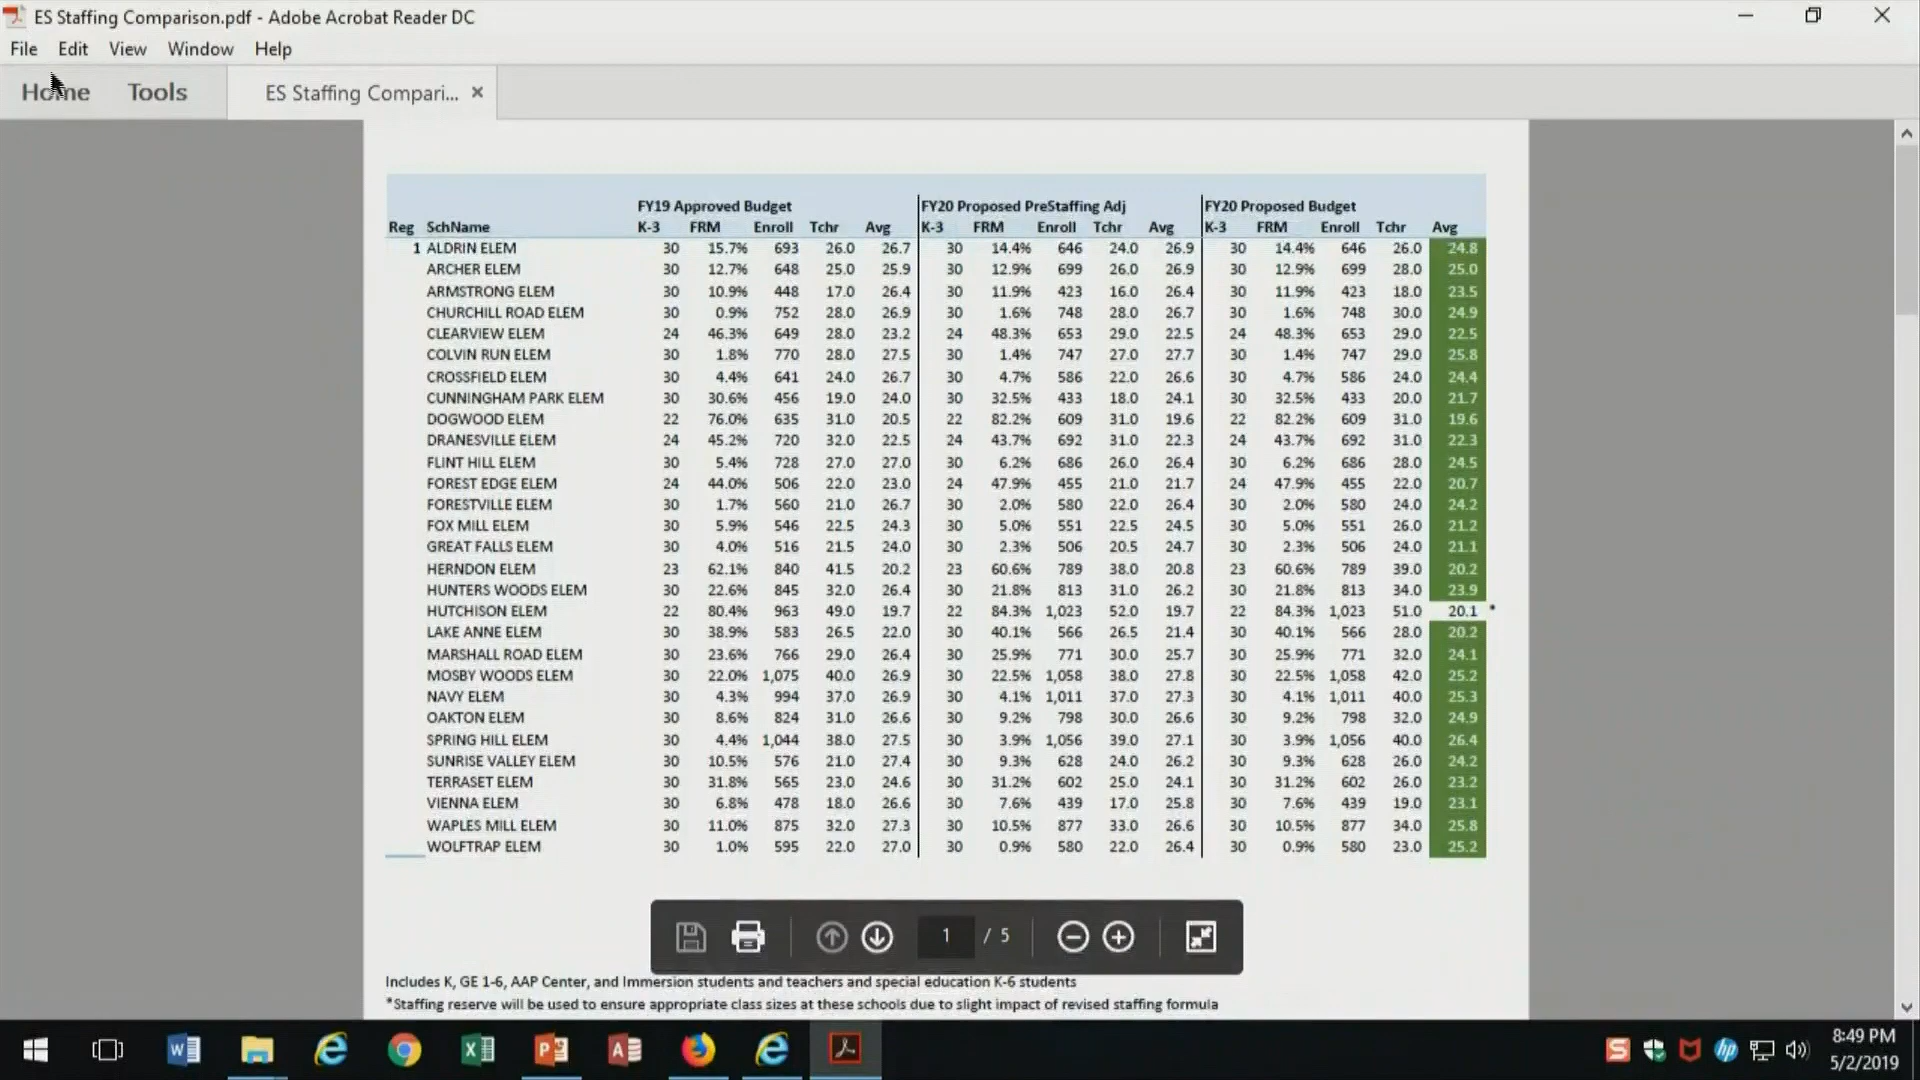 ES Staffing Comparison.pdf - Adobe Acrobat Reader DC
File Edit View Window Help
Home Tools ES Staffing Compari... ×
FY19 Approved Budget FY20 Proposed PreStaffing Adj FY20 Proposed Budget
Reg SchName K-3 FRM Enroll Tchr Avg K-3 FRM Enroll Tchr Avg K-3 FRM Enroll Tchr Avg
1 ALDRIN ELEM 30 15.7% 693 26.0 26.7 30 14.4% 646 24.0 26.9 30 14.4% 646 26.0 24.8
ARCHER ELEM 30 12.7% 648 25.0 25.9 30 12.9% 699 26.0 26.9 30 12.9% 699 28.0 25.0
ARMSTRONG ELEM 30 10.9% 448 17.0 26.4 30 11.9% 423 16.0 26.4 30 11.9% 423 18.0 23.5
CHURCHILL ROAD ELEM 30 0.9% 752 28.0 26.9 30 1.6% 748 28.0 26.7 30 1.6% 748 30.0 24.9
CLEARVIEW ELEM 24 46.3% 649 28.0 23.2 24 48.3% 653 29.0 22.5 24 48.3% 653 29.0 22.5
COLVIN RUN ELEM 30 1.8% 770 28.0 27.5 30 1.4% 747 27.0 27.7 30 1.4% 747 29.0 25.8
CROSSFIELD ELEM 30 4.4% 641 24.0 26.7 30 4.7% 586 22.0 26.6 30 4.7% 586 24.0 24.4
CUNNINGHAM PARK ELEM 30 30.6% 456 19.0 24.0 30 32.5% 433 18.0 24.1 30 32.5% 433 20.0 21.7
DOGWOOD ELEM 22 76.0% 635 31.0 20.5 22 82.2% 609 31.0 19.6 22 82.2% 609 31.0 19.6
DRANESVILLE ELEM 24 45.2% 720 32.0 22.5 24 43.7% 692 31.0 22.3 24 43.7% 692 31.0 22.3
FLINT HILL ELEM 30 5.4% 728 27.0 27.0 30 6.2% 686 26.0 26.4 30 6.2% 686 28.0 24.5
FOREST EDGE ELEM 24 44.0% 506 22.0 23.0 24 47.9% 455 21.0 21.7 24 47.9% 455 22.0 20.7
FORESTVILLE ELEM 30 1.7% 560 21.0 26.7 30 2.0% 580 22.0 26.4 30 2.0% 580 24.0 24.2
FOX MILL ELEM 30 5.9% 546 22.5 24.3 30 5.0% 551 22.5 24.5 30 5.0% 551 26.0 21.2
GREAT FALLS ELEM 30 4.0% 516 21.5 24.0 30 2.3% 506 20.5 24.7 30 2.3% 506 24.0 21.1
HERNDON ELEM 23 62.1% 840 41.5 20.2 23 60.6% 789 38.0 20.8 23 60.6% 789 39.0 20.2
HUNTERS WOODS ELEM 30 22.6% 845 32.0 26.4 30 21.8% 813 31.0 26.2 30 21.8% 813 34.0 23.9
HUTCHISON ELEM 22 80.4% 963 49.0 19.7 22 84.3% 1,023 52.0 19.7 22 84.3% 1,023 51.0 20.1 *
LAKE ANNE ELEM 30 38.9% 583 26.5 22.0 30 40.1% 566 26.5 21.4 30 40.1% 566 28.0 20.2
MARSHALL ROAD ELEM 30 23.6% 766 29.0 26.4 30 25.9% 771 30.0 25.7 30 25.9% 771 32.0 24.1
MOSBY WOODS ELEM 30 22.0% 1,075 40.0 26.9 30 22.5% 1,058 38.0 27.8 30 22.5% 1,058 42.0 25.2
NAVY ELEM 30 4.3% 994 37.0 26.9 30 4.1% 1,011 37.0 27.3 30 4.1% 1,011 40.0 25.3
OAKTON ELEM 30 8.6% 824 31.0 26.6 30 9.2% 798 30.0 26.6 30 9.2% 798 32.0 24.9
SPRING HILL ELEM 30 4.4% 1,044 38.0 27.5 30 3.9% 1,056 39.0 27.1 30 3.9% 1,056 40.0 26.4
SUNRISE VALLEY ELEM 30 10.5% 576 21.0 27.4 30 9.3% 628 24.0 26.2 30 9.3% 628 26.0 24.2
TERRASET ELEM 30 31.8% 565 23.0 24.6 30 31.2% 602 25.0 24.1 30 31.2% 602 26.0 23.2
VIENNA ELEM 30 6.8% 478 18.0 26.6 30 7.6% 439 17.0 25.8 30 7.6% 439 19.0 23.1
WAPLES MILL ELEM 30 11.0% 875 32.0 27.3 30 10.5% 877 33.0 26.6 30 10.5% 877 34.0 25.8
WOLFTRAP ELEM 30 1.0% 595 22.0 27.0 30 0.9% 580 22.0 26.4 30 0.9% 580 23.0 25.2
1 / 5
Includes K, GE 1-6, AAP Center, and Immersion students and teachers and special education K-6 students
*Staffing reserve will be used to ensure appropriate class sizes at these schools due to slight impact of revised staffing formula
8:49 PM
5/2/2019